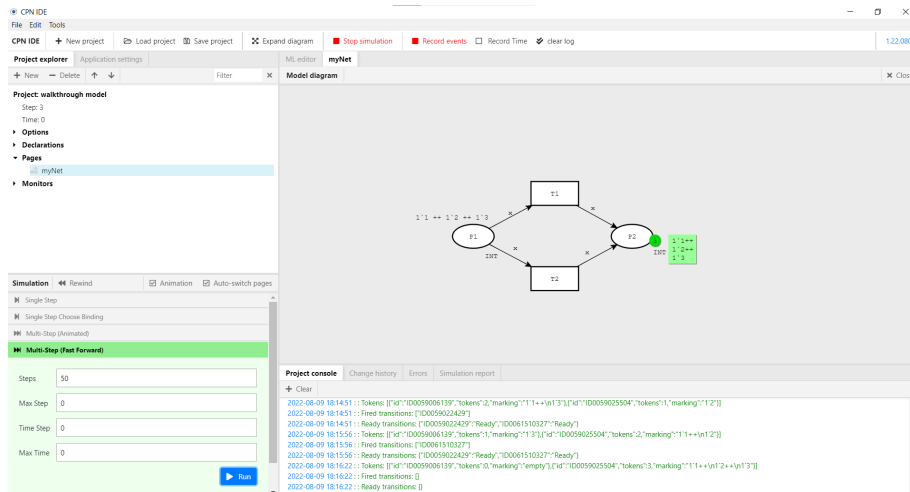 CPN IDE
File Edit Tools
CPN IDE + New project Load project Save project Expand diagram Stop simulation Record events Record Time clear log 1.22.080
Project explorer Application settings
+ New − Delete ↑ ↓ Filter ×
Project: walkthrough model
Step: 3
Time: 0
Options
Declarations
Pages
myNet
Monitors
Simulation Rewind Animation Auto-switch pages
Single Step
Single Step Choose Binding
Multi-Step (Animated)
Multi-Step (Fast Forward)
Steps 50
Max Step 0
Time Step 0
Max Time 0
Run
ML editor myNet
Model diagram × Clos
T1
1`1 ++ 1`2 ++ 1`3
x
x
P1
P2
3
1`1++
1`2++
1`3
INT
INT
x
x
T2
Project console Change history Errors Simulation report
+ Clear
2022-08-09 18:14:51 : : Tokens: [{"id":"ID0059006139","tokens":2,"marking":"1`1++\n1`3"},{"id":"ID0059025504","tokens":1,"marking":"1`2"}]
2022-08-09 18:14:51 : : Fired transitions: ["ID0059022429"]
2022-08-09 18:14:51 : : Ready transitions: {"ID0059022429":"Ready","ID0061510327":"Ready"}
2022-08-09 18:15:56 : : Tokens: [{"id":"ID0059006139","tokens":1,"marking":"1`3"},{"id":"ID0059025504","tokens":2,"marking":"1`1++\n1`2"}]
2022-08-09 18:15:56 : : Fired transitions: ["ID0061510327"]
2022-08-09 18:15:56 : : Ready transitions: {"ID0059022429":"Ready","ID0061510327":"Ready"}
2022-08-09 18:16:22 : : Tokens: [{"id":"ID0059006139","tokens":0,"marking":"empty"},{"id":"ID0059025504","tokens":3,"marking":"1`1++\n1`2++\n1`3"}]
2022-08-09 18:16:22 : : Fired transitions: []
2022-08-09 18:16:22 : : Ready transitions: {}